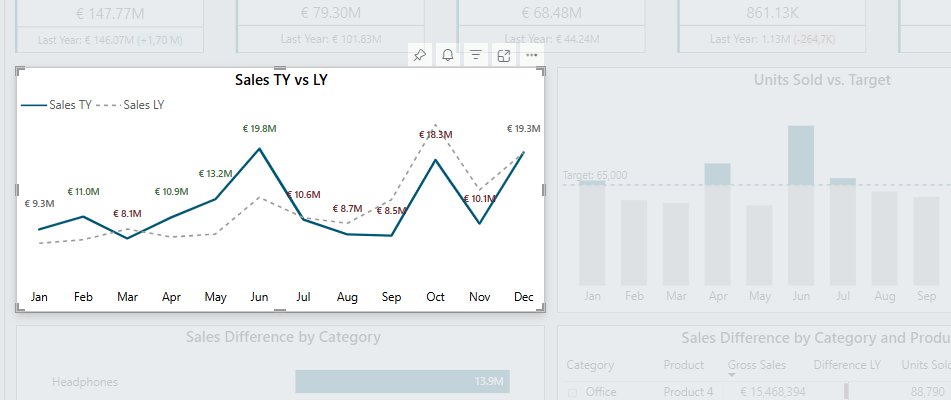 € 147.77M
€ 79.30M
€ 68.48M
861.13K
Last Year: € 146.07M (+1,70 M)
Last Year: € 101.83M
Last Year: € 44.24M
Last Year: 1.13M (-264,7K)
Sales TY vs LY
Sales TY Sales LY
€ 9.3M
€ 11.0M
€ 8.1M
€ 10.9M
€ 13.2M
€ 19.8M
€ 10.6M
€ 8.7M
€ 8.5M
€ 18.3M
€ 10.1M
€ 19.3M
Jan Feb Mar Apr May Jun Jul Aug Sep Oct Nov Dec
Units Sold vs. Target
Target: 65,000
Jan Feb Mar Apr May Jun Jul Aug Sep
Sales Difference by Category
Headphones
13.9M
Sales Difference by Category and Produ
Category Product Gross Sales Difference LY Units Sold
Office Product 4 € 15,468,394 88,790